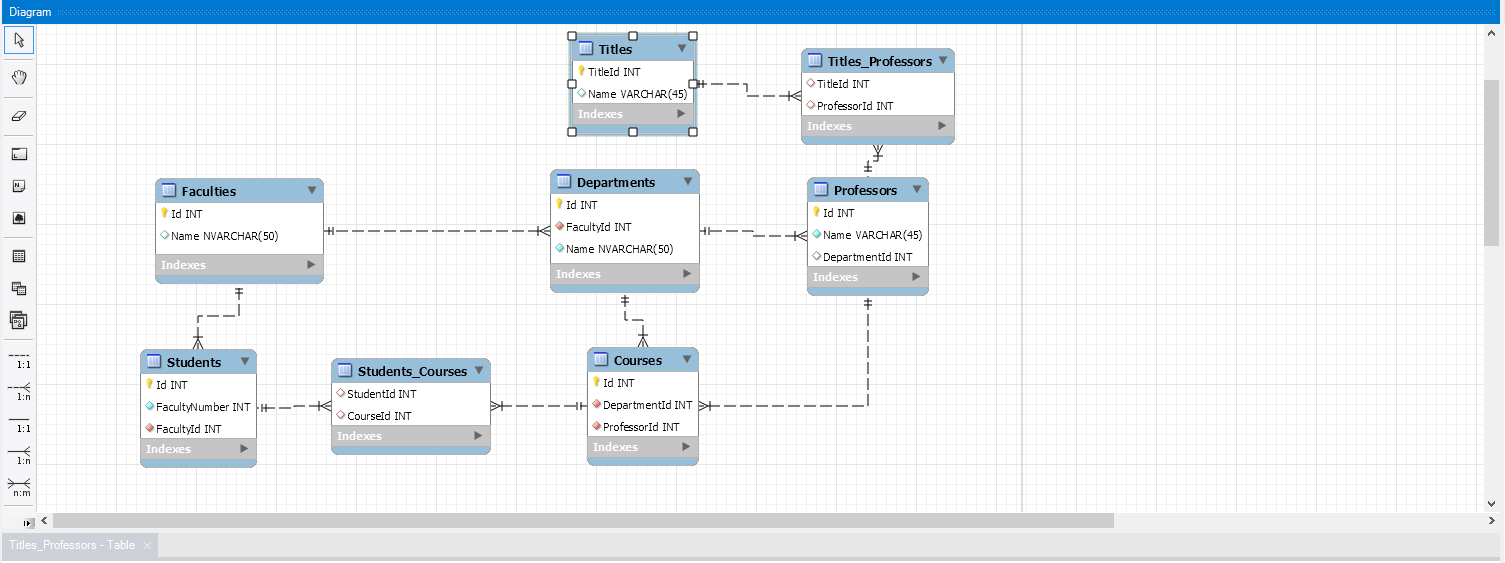 Diagram
Titles
TitleId INT
Name VARCHAR(45)
Indexes
Titles_Professors
TitleId INT
ProfessorId INT
Indexes
Faculties
Id INT
Name NVARCHAR(50)
Indexes
Departments
Id INT
FacultyId INT
Name NVARCHAR(50)
Indexes
Professors
Id INT
Name VARCHAR(45)
DepartmentId INT
Indexes
Students
Id INT
FacultyNumber INT
FacultyId INT
Indexes
Students_Courses
StudentId INT
CourseId INT
Indexes
Courses
Id INT
DepartmentId INT
ProfessorId INT
Indexes
1:1
1:n
1:1
1:n
n:m
Titles_Professors - Table